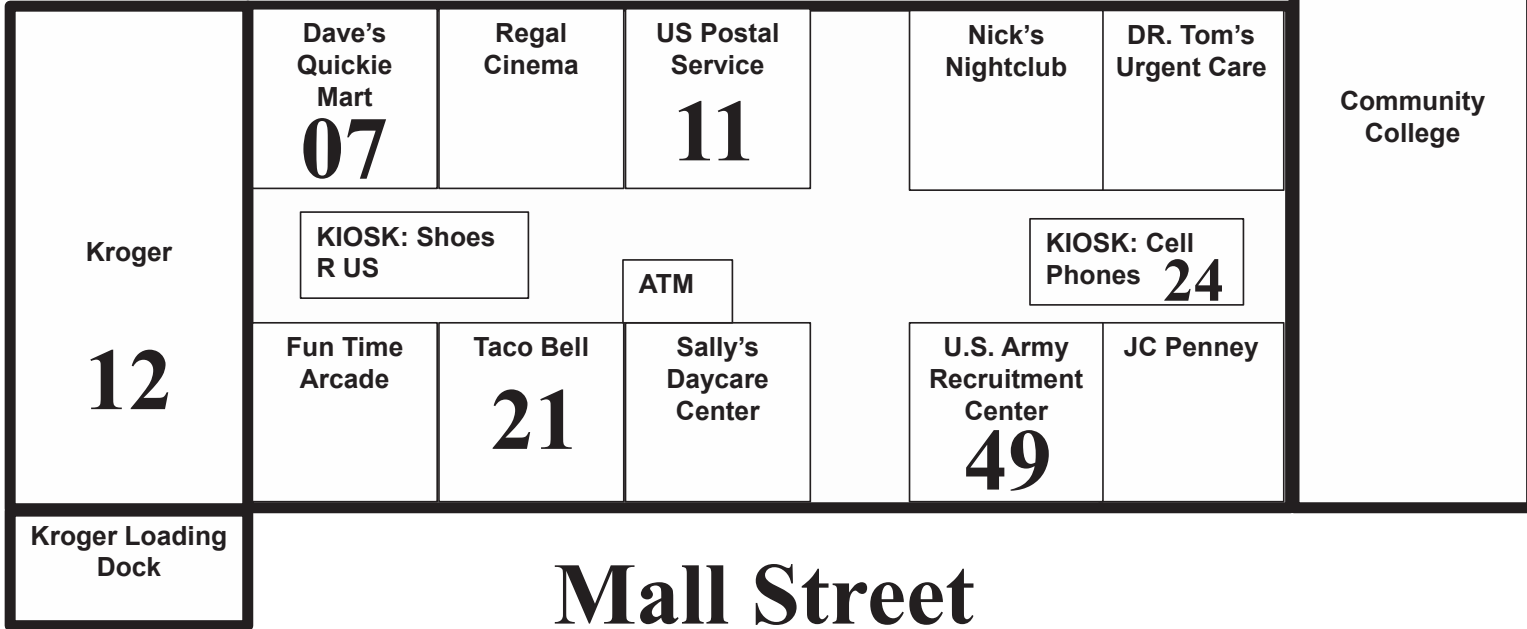 Dave's
Quickie
Mart
07
Regal
Cinema
US Postal
Service
11
Nick's
Nightclub
DR. Tom's
Urgent Care
Community
College
Kroger
12
KIOSK: Shoes
R US
ATM
KIOSK: Cell
Phones 24
Fun Time
Arcade
Taco Bell
21
Sally's
Daycare
Center
U.S. Army
Recruitment
Center
49
JC Penney
Kroger Loading
Dock
Mall Street